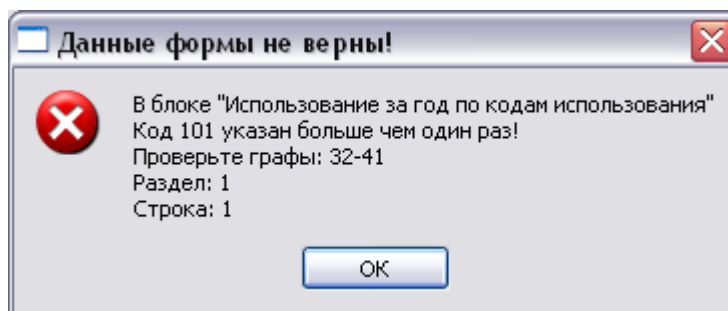 Данные формы не верны!
В блоке "Использование за год по кодам использования"
Код 101 указан больше чем один раз!
Проверьте графы: 32-41
Раздел: 1
Строка: 1
OK